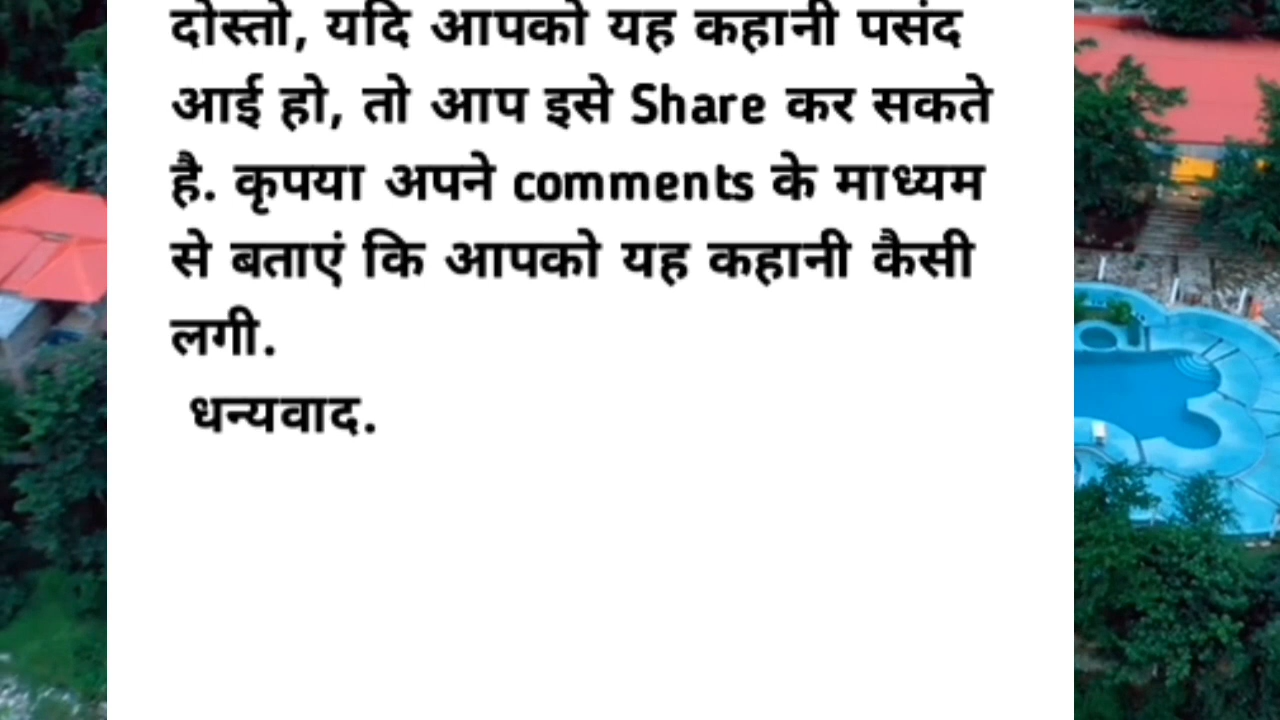 दोस्तो, यदि आपको यह कहानी पसंद
आई हो, तो आप इसे Share कर सकते
है. कृपया अपने comments के माध्यम
से बताएं कि आपको यह कहानी कैसी
लगी.
धन्यवाद.